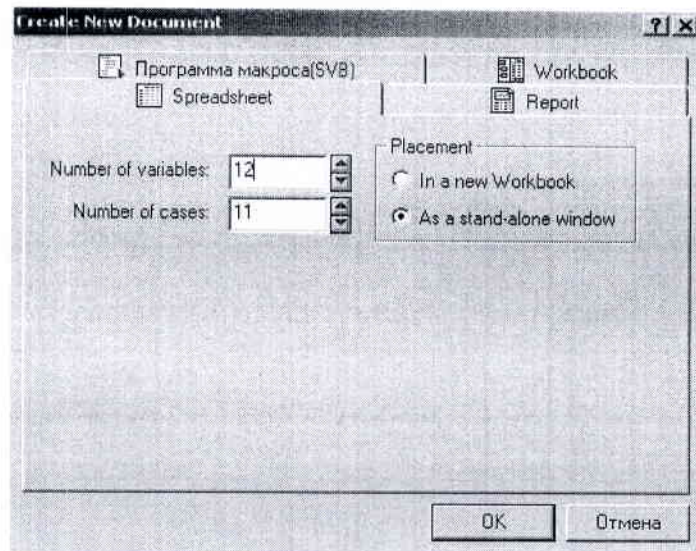 Create New Document
Программа макроса(SVB)
Workbook
Spreadsheet
Report
Number of variables: 12
Number of cases: 11
Placement
In a new Workbook
As a stand-alone window
OK
Отмена